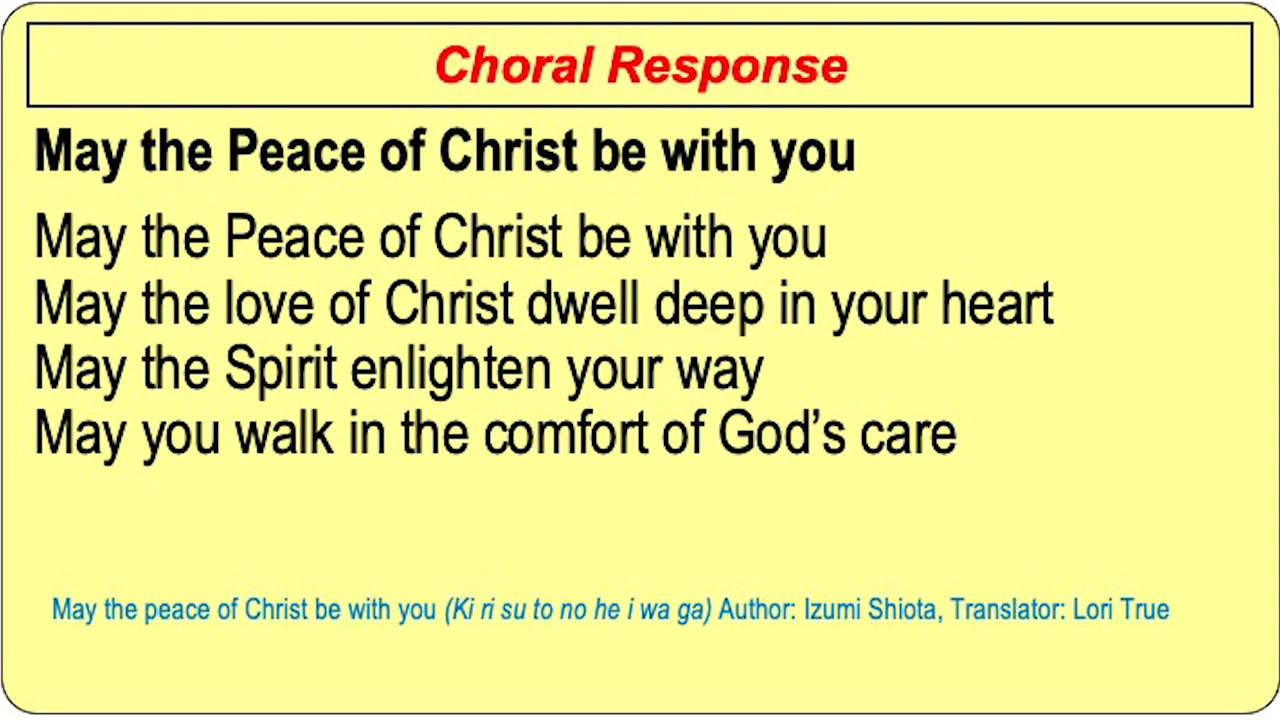 Choral Response
May the Peace of Christ be with you
May the Peace of Christ be with you
May the love of Christ dwell deep in your heart
May the Spirit enlighten your way
May you walk in the comfort of God’s care
May the peace of Christ be with you (Ki ri su to no he i wa ga) Author: Izumi Shiota, Translator: Lori True